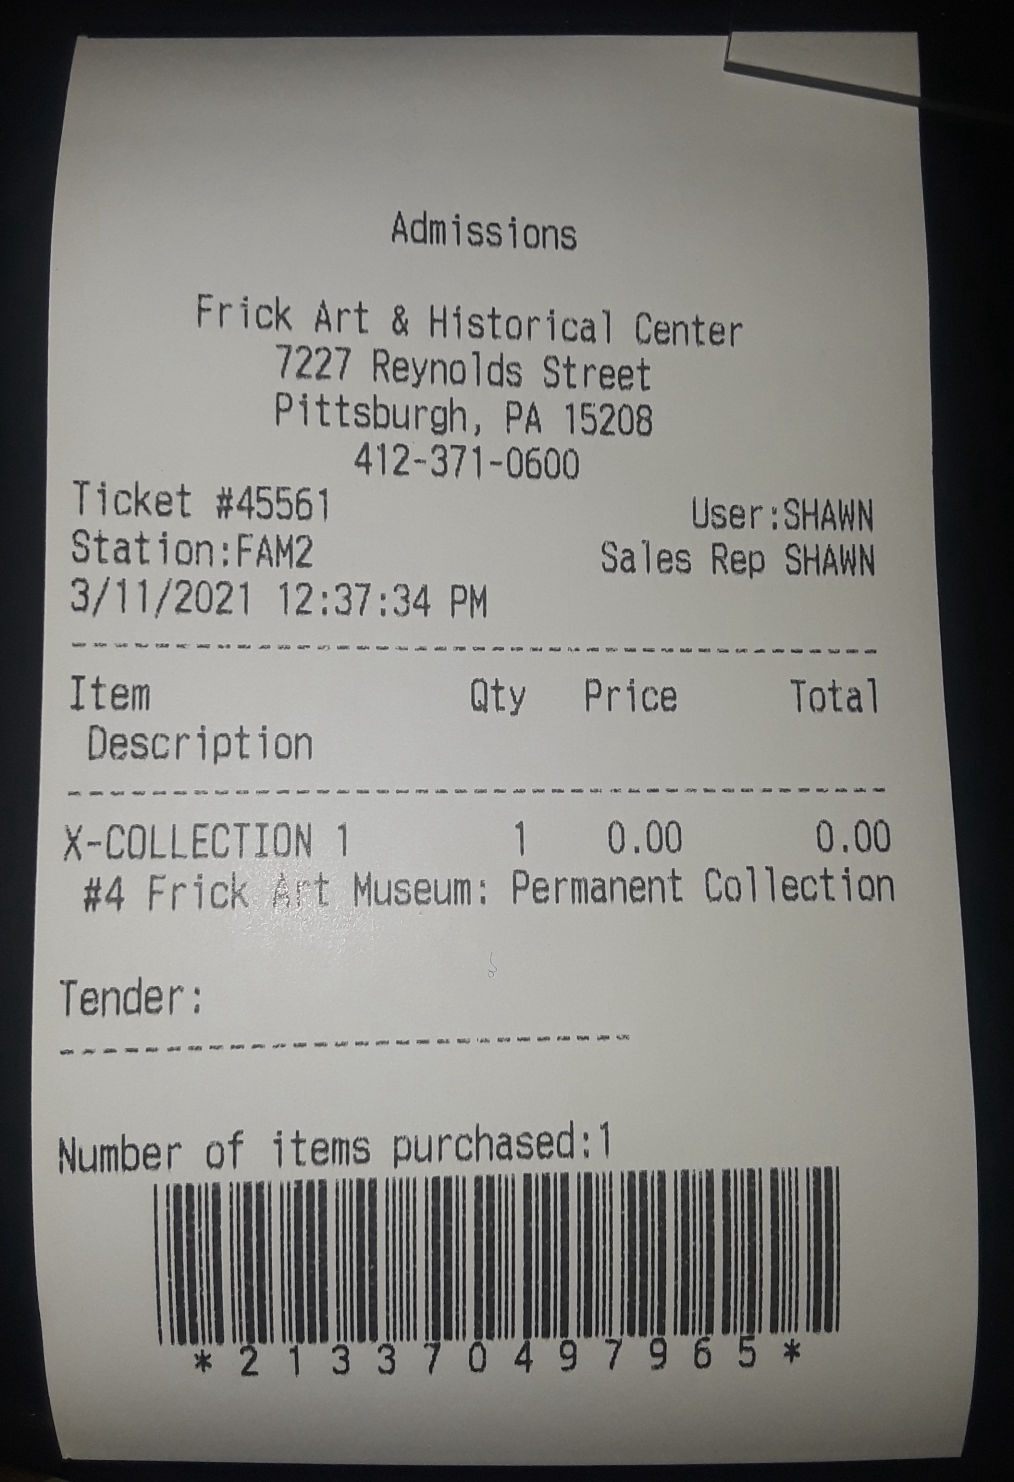 Admissions
Frick Art & Historical Center
7227 Reynolds Street
Pittsburgh, PA 15208
412-371-0600
Ticket #45561 User:SHAWN
Station:FAM2 Sales Rep SHAWN
3/11/2021 12:37:34 PM
Item Qty Price Total
Description
X-COLLECTION 1 1 0.00 0.00
#4 Frick Art Museum: Permanent Collection
Tender:
Number of items purchased:1
*213370497965*